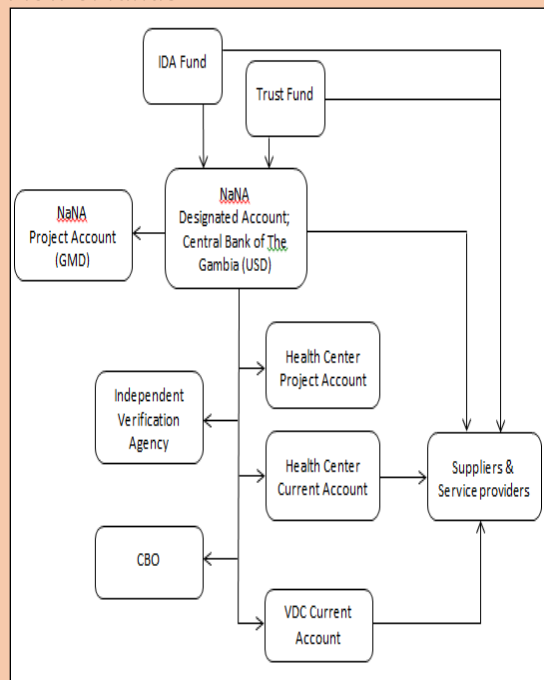 IDA Fund
Trust Fund
NaNA
Designated Account;
Central Bank of The
Gambia (USD)
NaNA
Project Account
(GMD)
Health Center
Project Account
Independent
Verification
Agency
Health Center
Current Account
Suppliers &
Service providers
CBO
VDC Current
Account